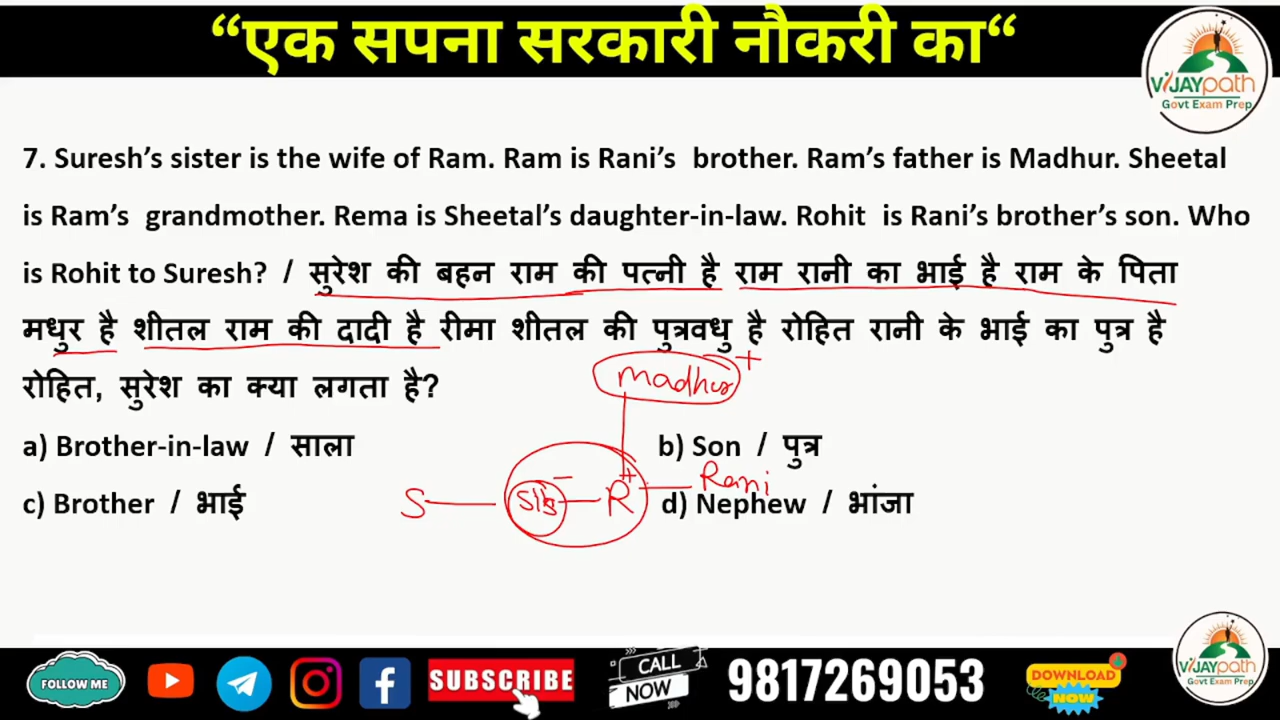 “एक सपना सरकारी नौकरी का“
VIJAYpath
Govt Exam Prep
7. Suresh’s sister is the wife of Ram. Ram is Rani’s brother. Ram’s father is Madhur. Sheetal
is Ram’s grandmother. Rema is Sheetal’s daughter-in-law. Rohit is Rani’s brother’s son. Who
is Rohit to Suresh? / सुरेश की बहन राम की पत्नी है राम रानी का भाई है राम के पिता
मधुर है शीतल राम की दादी है रीमा शीतल की पुत्रवधु है रोहित रानी के भाई का पुत्र है
रोहित, सुरेश का क्या लगता है?
madhur +
a) Brother-in-law / साला
b) Son / पुत्र
c) Brother / भाई
S — Sis − — R + — Rani
d) Nephew / भांजा
VIJAYpath
Govt Exam Prep
FOLLOW ME
SUBSCRIBE
CALL
NOW
9817269053
DOWNLOAD
NOW